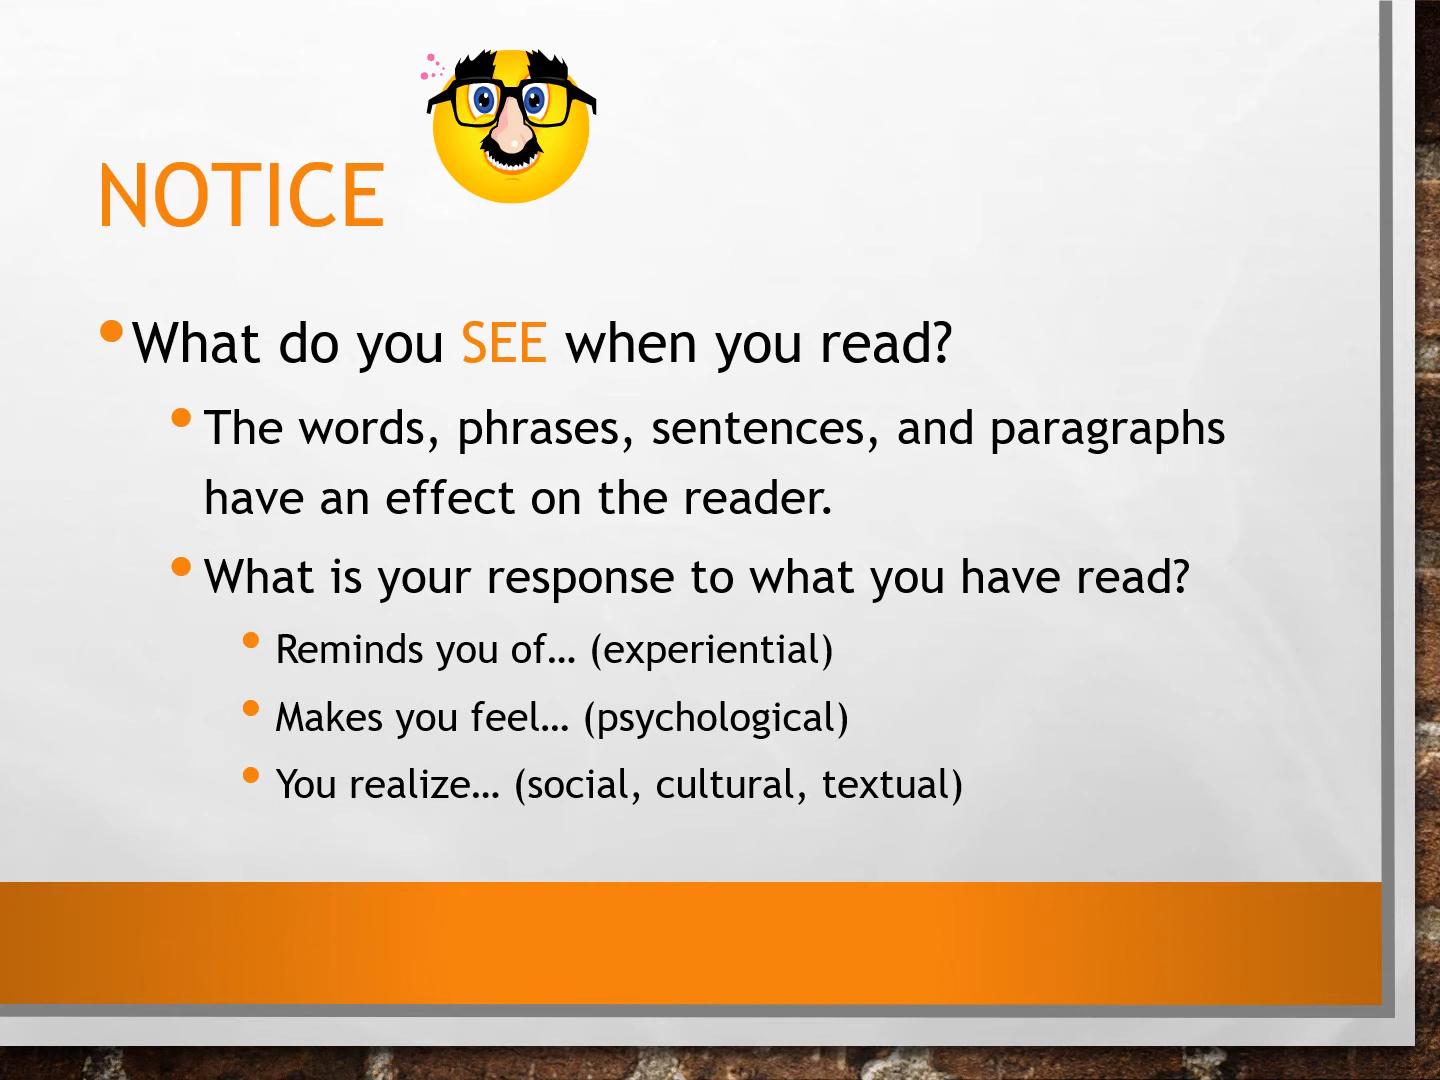 NOTICE
What do you SEE when you read?
The words, phrases, sentences, and paragraphs
have an effect on the reader.
What is your response to what you have read?
Reminds you of… (experiential)
Makes you feel… (psychological)
You realize… (social, cultural, textual)